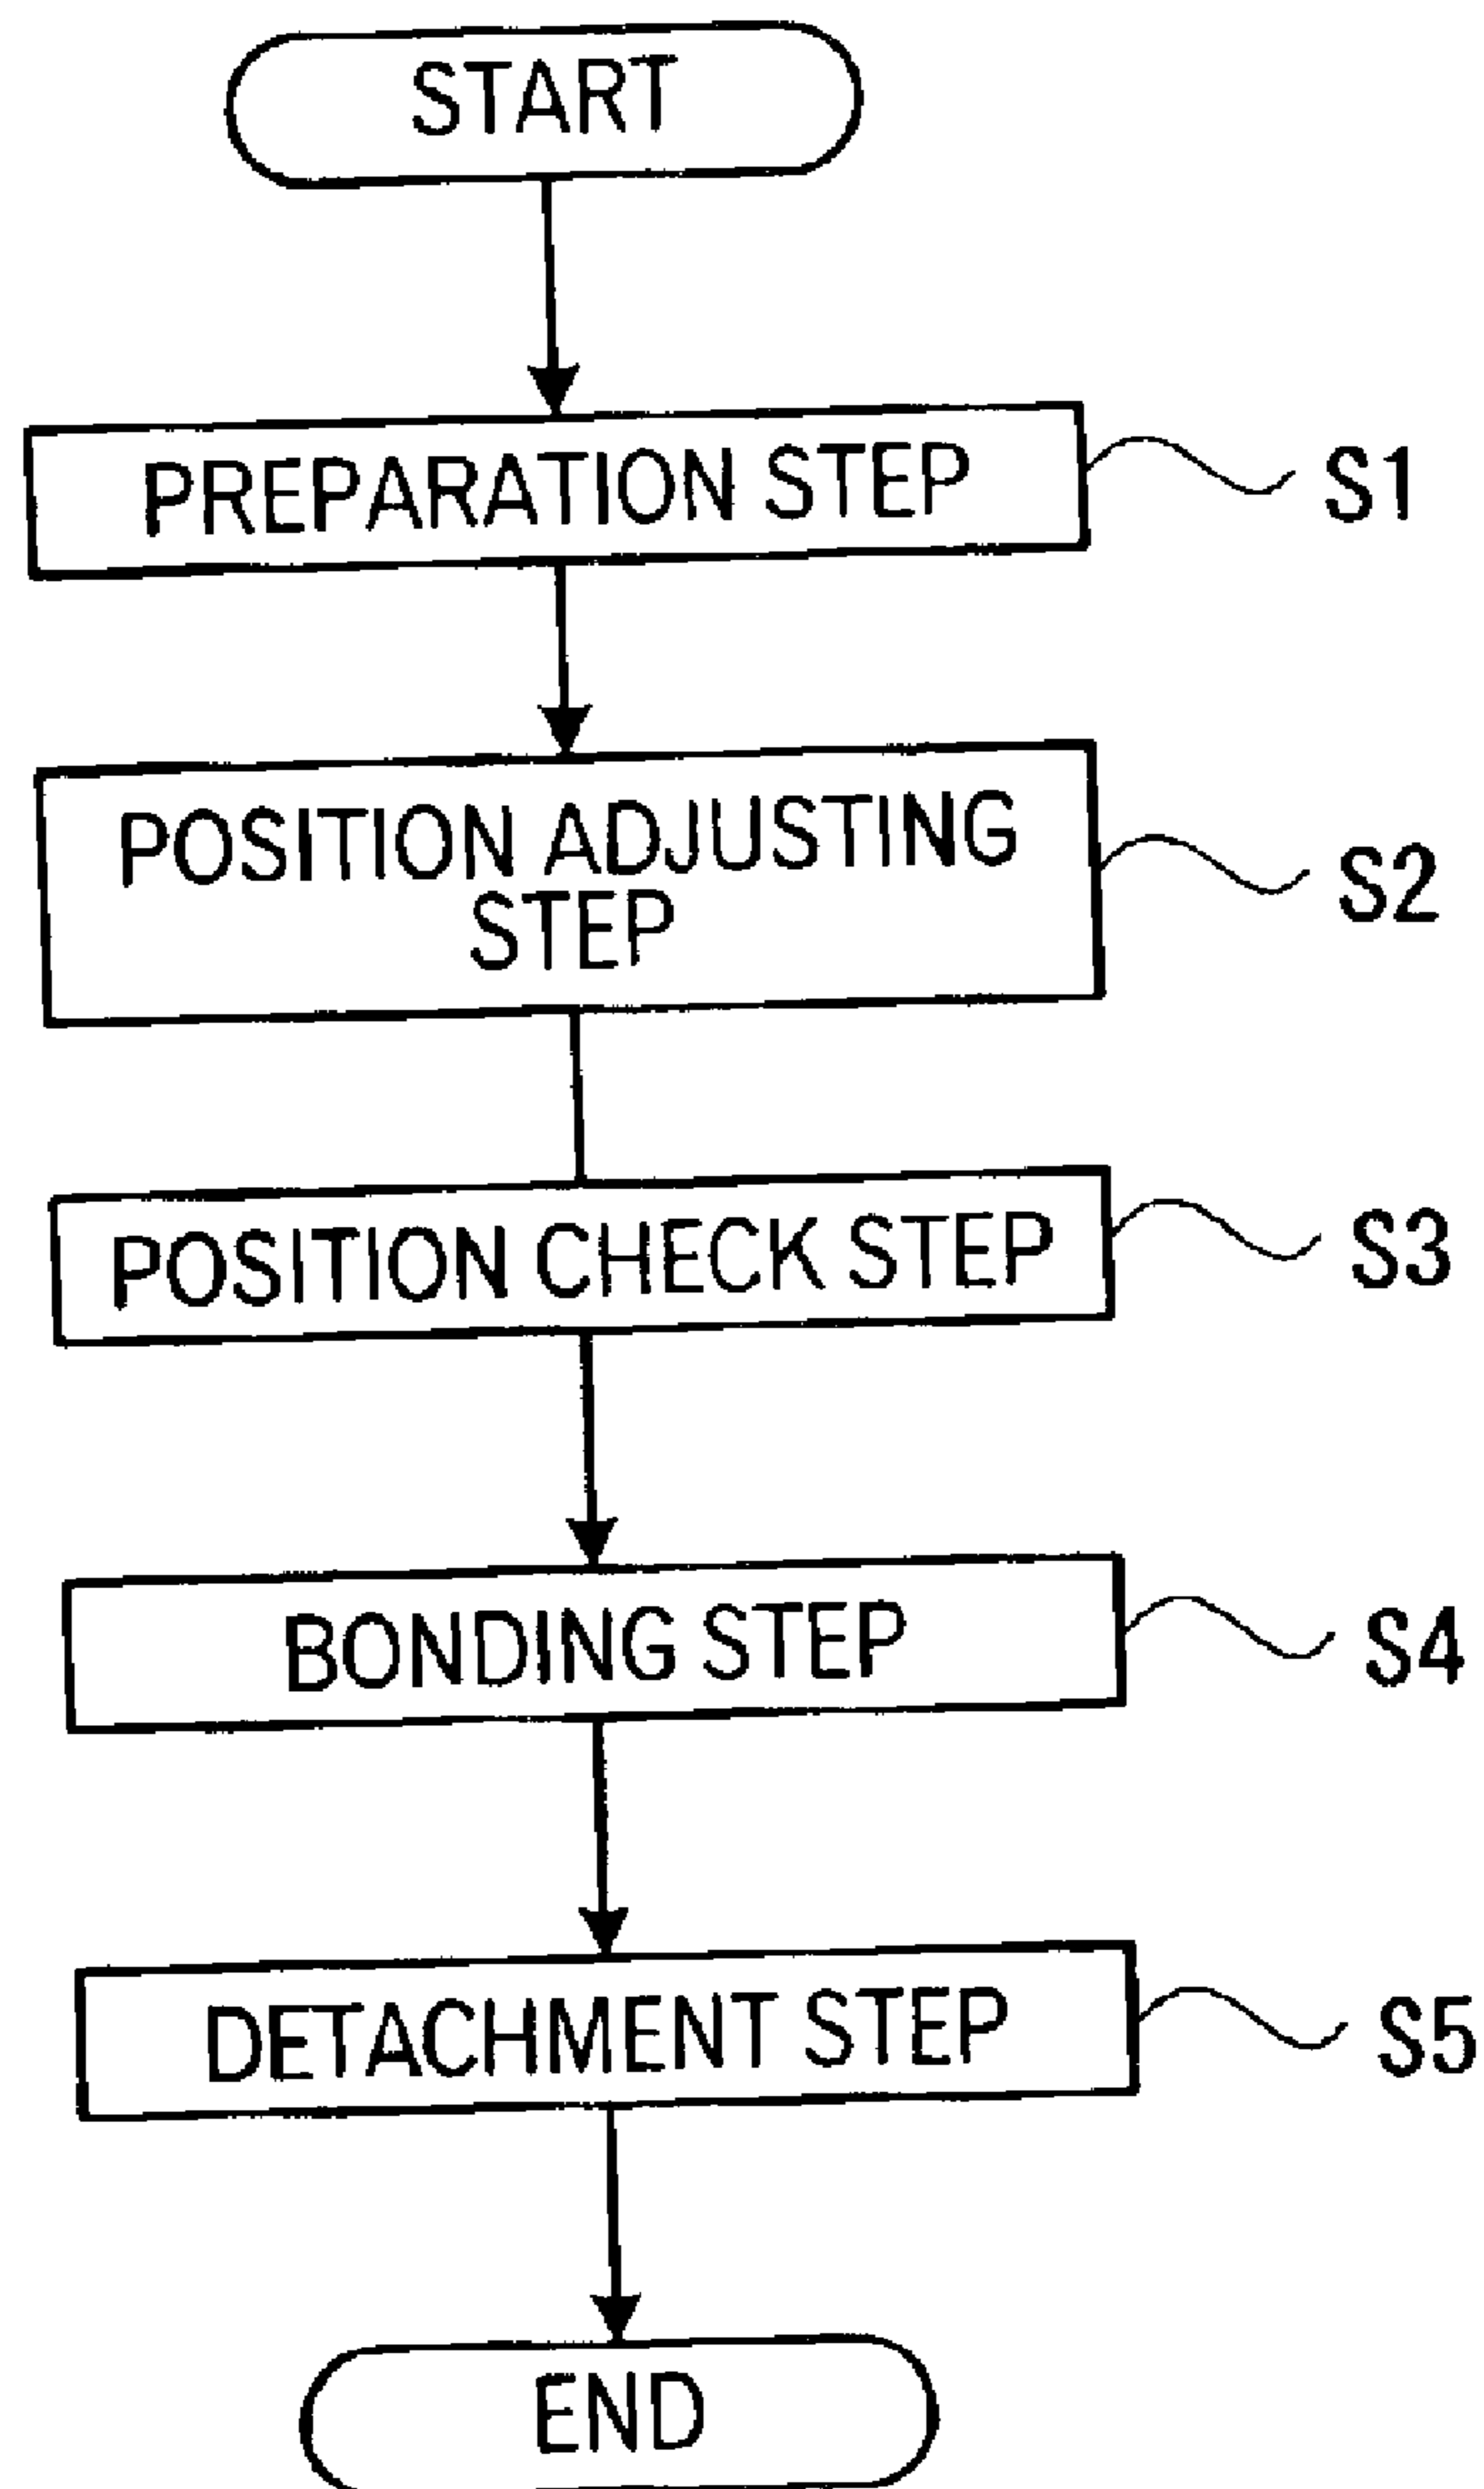 START
PREPARATION STEP
S1
POSITION ADJUSTING
STEP
S2
POSITION CHECK STEP
S3
BONDING STEP
S4
DETACHMENT STEP
S5
END